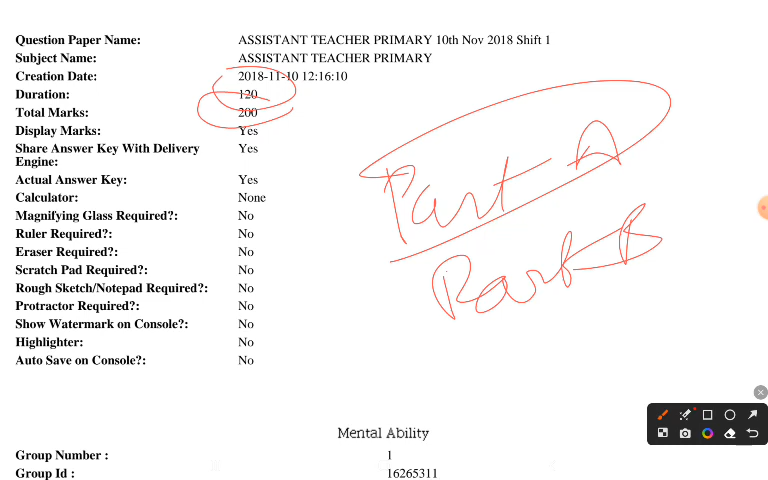 Question Paper Name: ASSISTANT TEACHER PRIMARY 10th Nov 2018 Shift 1
Subject Name: ASSISTANT TEACHER PRIMARY
Creation Date: 2018-11-10 12:16:10
Duration: 120
Total Marks: 200
Display Marks: Yes
Share Answer Key With Delivery Yes
Engine:
Actual Answer Key: Yes
Calculator: None
Magnifying Glass Required?: No
Ruler Required?: No
Eraser Required?: No
Scratch Pad Required?: No
Rough Sketch/Notepad Required?: No
Protractor Required?: No
Show Watermark on Console?: No
Highlighter: No
Auto Save on Console?: No
Part A
Part B
Mental Ability
Group Number : 1
Group Id : 16265311